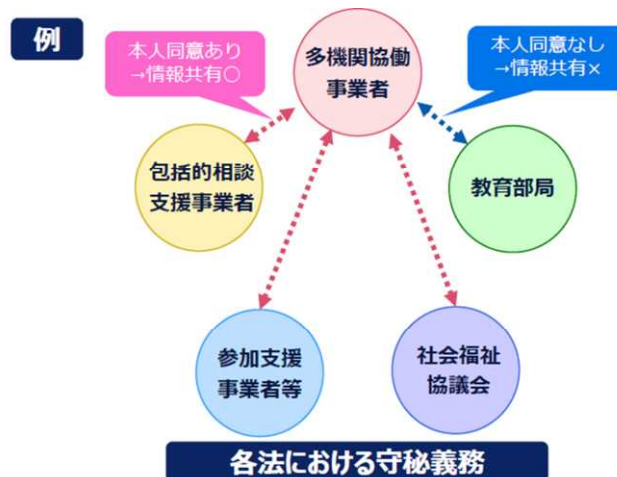 例
本人同意あり
→情報共有○
多機関協働
事業者
本人同意なし
→情報共有×
包括的相談
支援事業者
教育部局
参加支援
事業者等
社会福祉
協議会
各法における守秘義務